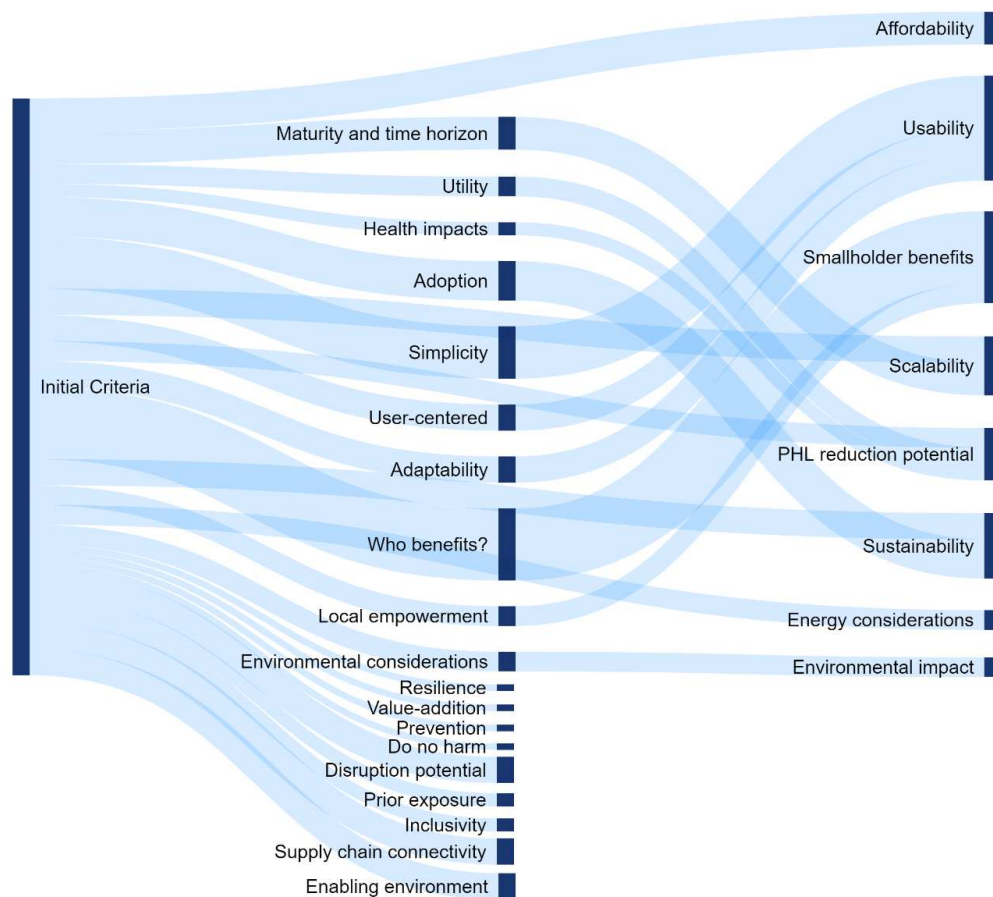 Initial Criteria
Maturity and time horizon
Utility
Health impacts
Adoption
Simplicity
User-centered
Adaptability
Who benefits?
Local empowerment
Environmental considerations
Resilience
Value-addition
Prevention
Do no harm
Disruption potential
Prior exposure
Inclusivity
Supply chain connectivity
Enabling environment
Affordability
Usability
Smallholder benefits
Scalability
PHL reduction potential
Sustainability
Energy considerations
Environmental impact